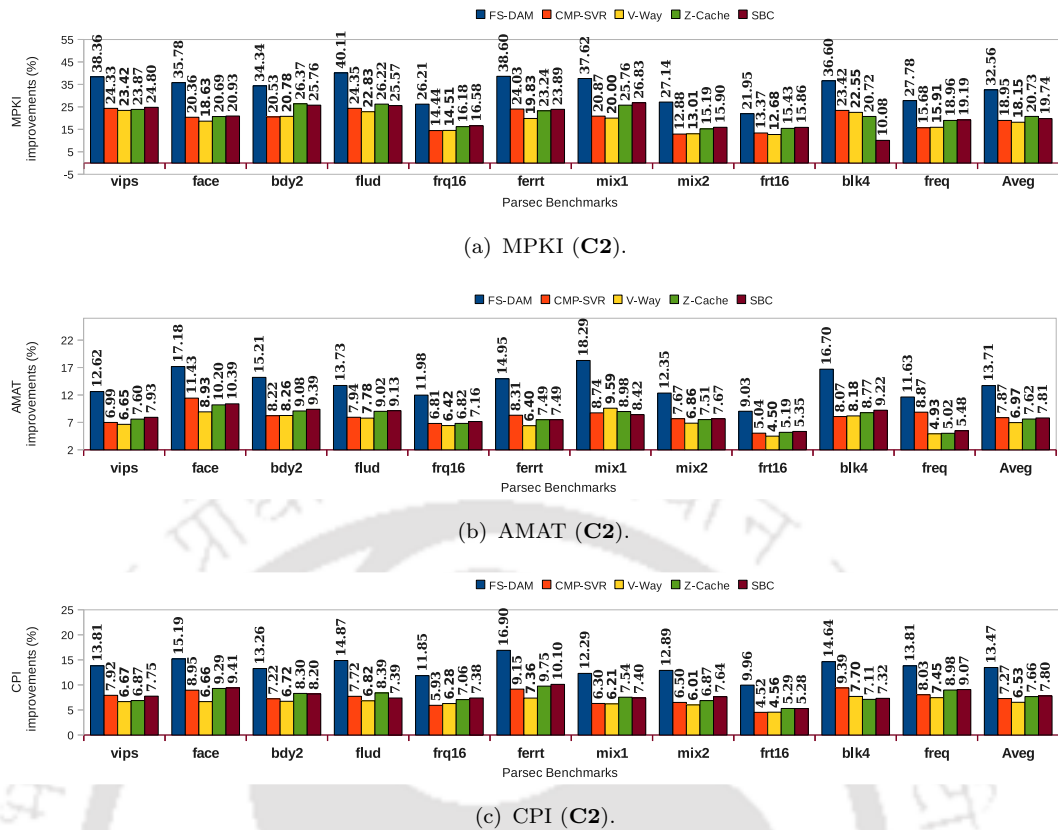 FS-DAM CMP-SVR V-Way Z-Cache SBC
MPKI
improvements (%)
55
45
35
25
15
5
-5
38.36 24.33 23.42 23.87 24.80
35.78 20.36 18.63 20.69 20.93
34.34 20.53 20.78 26.37 25.76
40.11 24.35 22.83 26.22 25.57
26.21 14.44 14.51 16.18 16.58
38.60 24.03 19.83 23.24 23.89
37.62 20.87 20.00 25.76 26.83
27.14 12.88 13.01 15.19 15.90
21.95 13.37 12.68 15.43 15.86
36.60 23.42 22.55 20.72 10.08
27.78 15.68 15.91 18.96 19.19
32.56 18.95 18.15 20.73 19.74
vips face bdy2 flud frq16 ferrt mix1 mix2 frt16 blk4 freq Aveg
Parsec Benchmarks
(a) MPKI (C2).
FS-DAM CMP-SVR V-Way Z-Cache SBC
AMAT
improvements (%)
22
17
12
7
2
12.62 6.99 6.65 7.60 7.93
17.18 11.43 8.93 10.20 10.39
15.21 8.22 8.26 9.08 9.39
13.73 7.94 7.78 9.02 9.13
11.98 6.81 6.42 6.82 7.16
14.95 8.31 6.40 7.49 7.49
18.29 8.74 9.59 8.98 8.42
12.35 7.67 6.86 7.51 7.67
9.03 5.04 4.50 5.19 5.35
16.70 8.07 8.18 8.77 9.22
11.63 8.87 4.93 5.02 5.48
13.71 7.87 6.97 7.62 7.81
vips face bdy2 flud frq16 ferrt mix1 mix2 frt16 blk4 freq Aveg
Parsec Benchmarks
(b) AMAT (C2).
FS-DAM CMP-SVR V-Way Z-Cache SBC
CPI
improvements (%)
25
20
15
10
5
0
13.81 7.92 6.67 6.87 7.75
15.19 8.95 6.66 9.29 9.41
13.26 7.22 6.72 8.30 8.20
14.87 7.72 6.82 8.39 7.39
11.85 5.93 6.28 7.06 7.38
16.90 9.15 7.36 9.75 10.10
12.29 6.30 6.21 7.54 7.40
12.89 6.50 6.01 6.87 7.64
9.96 4.52 4.56 5.29 5.28
14.64 9.39 7.70 7.11 7.32
13.81 8.03 7.45 8.98 9.07
13.47 7.27 6.53 7.66 7.80
vips face bdy2 flud frq16 ferrt mix1 mix2 frt16 blk4 freq Aveg
Parsec Benchmarks
(c) CPI (C2).